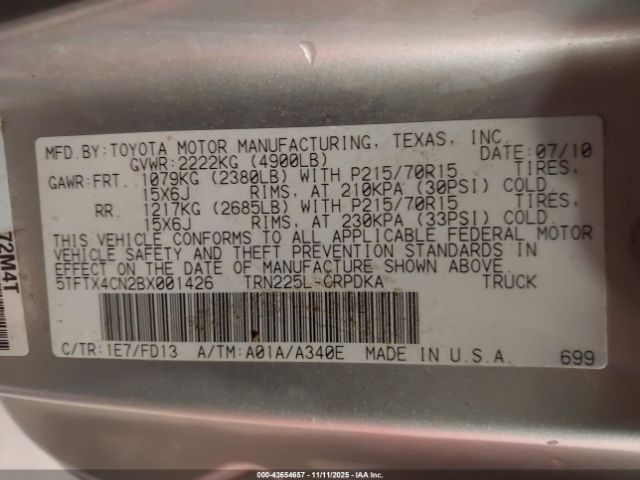 MFD.BY:TOYOTA MOTOR MANUFACTURING, TEXAS, INC.
GVWR:2222KG (4900LB) DATE:07/10
GAWR:FRT. 1079KG (2380LB) WITH P215/70R15 TIRES,
15X6J RIMS, AT 210KPA (30PSI) COLD.
RR. 1217KG (2685LB) WITH P215/70R15 TIRES,
15X6J RIMS, AT 230KPA (33PSI) COLD.
THIS VEHICLE CONFORMS TO ALL APPLICABLE FEDERAL MOTOR
VEHICLE SAFETY AND THEFT PREVENTION STANDARDS IN
EFFECT ON THE DATE OF MANUFACTURE SHOWN ABOVE.
5TFTX4CN2BX001426 TRN225L-CRPDKA TRUCK
C/TR:1E7/FD13 A/TM:A01A/A340E MADE IN U.S.A. 699
72M4T
000-43654657 - 11/11/2025 - IAA Inc.